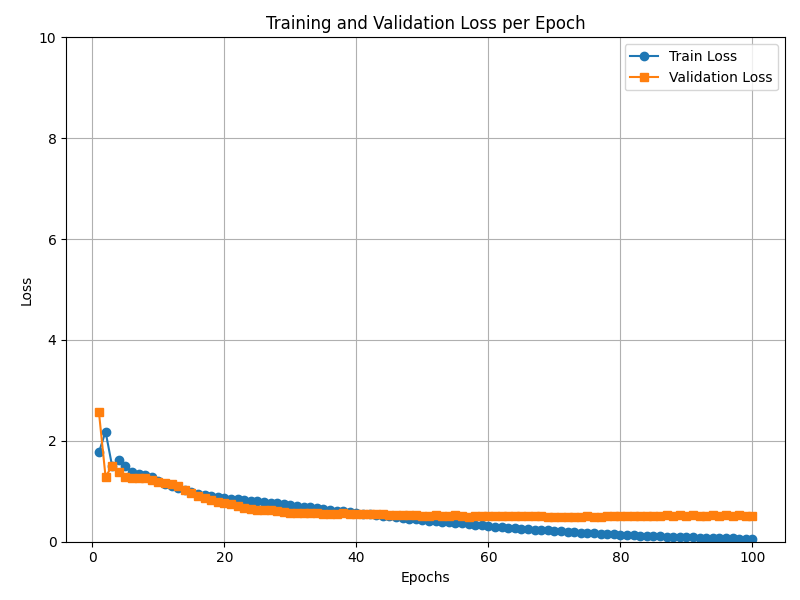 Training and Validation Loss per Epoch
Train Loss
Validation Loss
10
8
6
4
2
0
Loss
0 20 40 60 80 100
Epochs